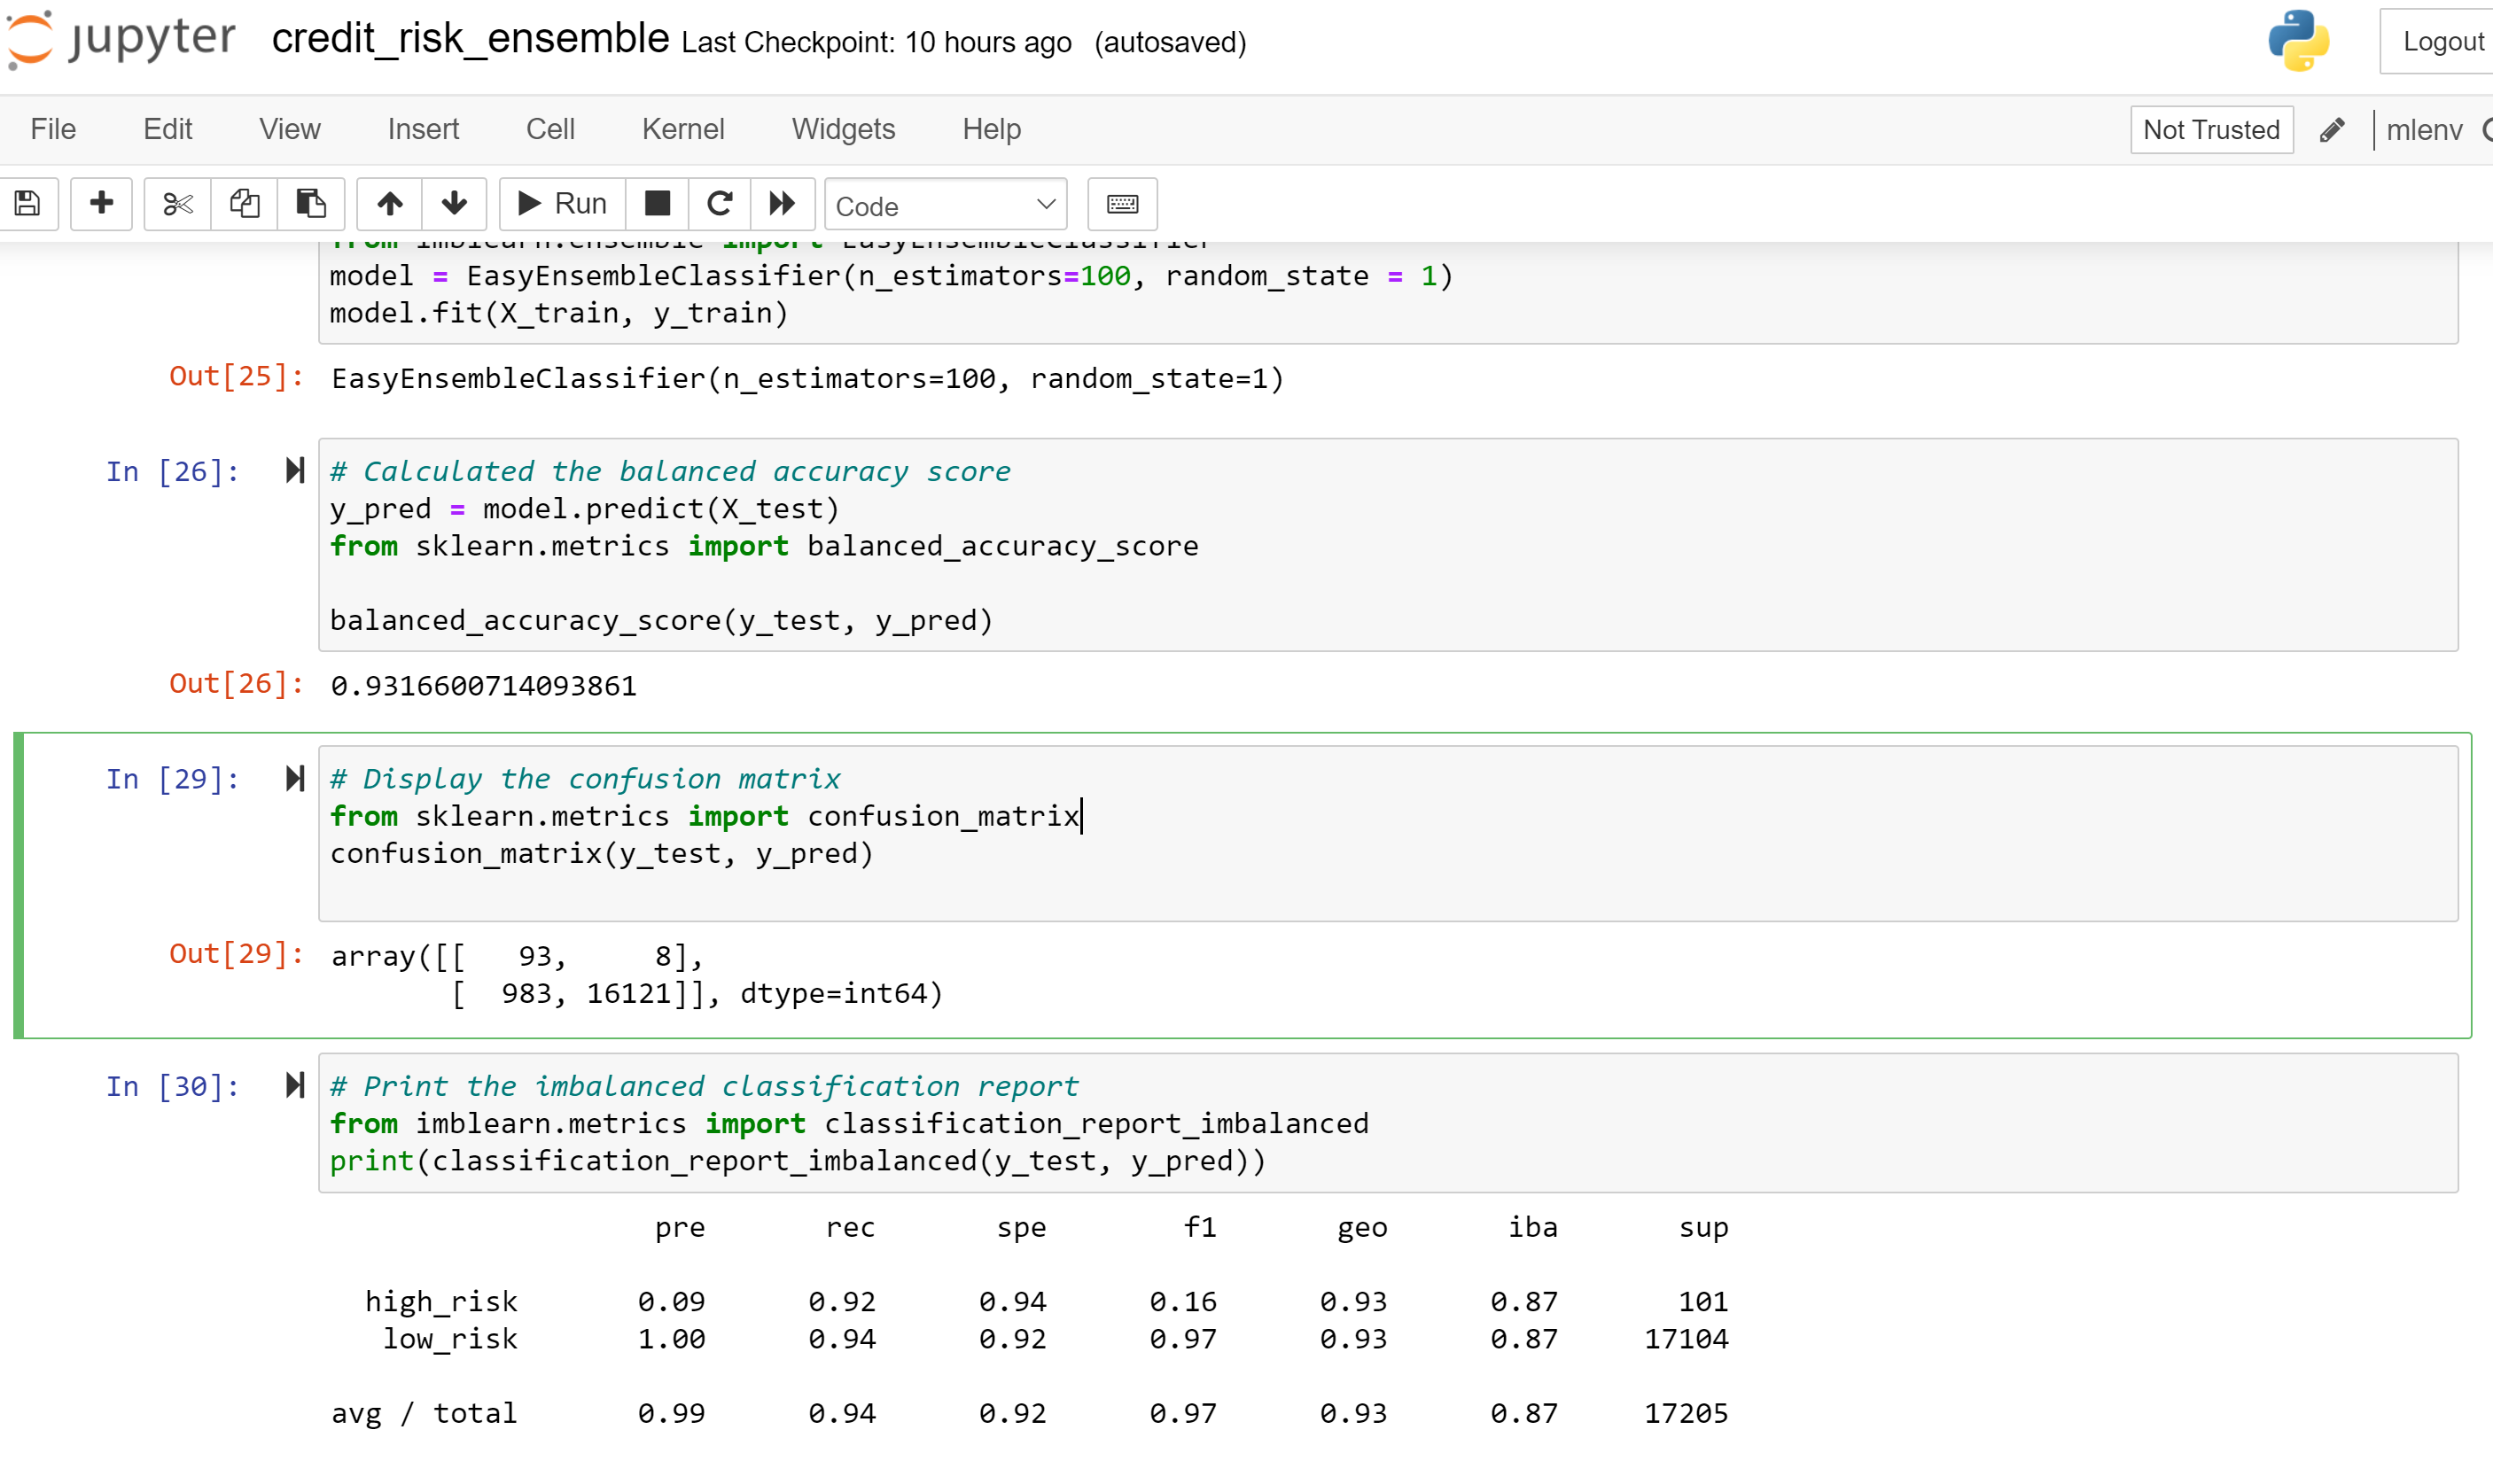 jupyter credit_risk_ensemble Last Checkpoint: 10 hours ago (autosaved)
Logout
File Edit View Insert Cell Kernel Widgets Help
Not Trusted
mlenv
Run
Code
from imblearn.ensemble import EasyEnsembleClassifier
model = EasyEnsembleClassifier(n_estimators=100, random_state = 1)
model.fit(X_train, y_train)
Out[25]: EasyEnsembleClassifier(n_estimators=100, random_state=1)
In [26]: # Calculated the balanced accuracy score
y_pred = model.predict(X_test)
from sklearn.metrics import balanced_accuracy_score
balanced_accuracy_score(y_test, y_pred)
Out[26]: 0.9316600714093861
In [29]: # Display the confusion matrix
from sklearn.metrics import confusion_matrix
confusion_matrix(y_test, y_pred)
Out[29]: array([[   93,     8],
       [  983, 16121]], dtype=int64)
In [30]: # Print the imbalanced classification report
from imblearn.metrics import classification_report_imbalanced
print(classification_report_imbalanced(y_test, y_pred))
pre rec spe f1 geo iba sup
high_risk 0.09 0.92 0.94 0.16 0.93 0.87 101
low_risk 1.00 0.94 0.92 0.97 0.93 0.87 17104
avg / total 0.99 0.94 0.92 0.97 0.93 0.87 17205